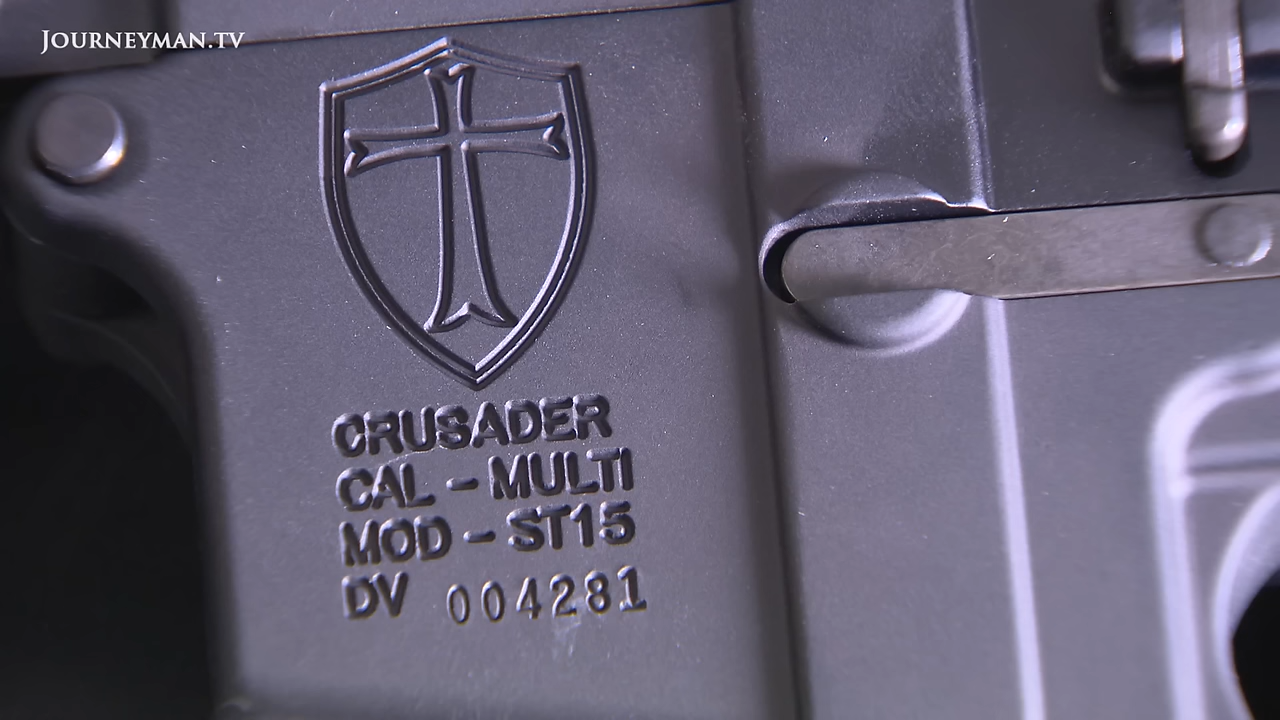 JOURNEYMAN.TV
CRUSADER
CAL - MULTI
MOD - ST15
DV 004281